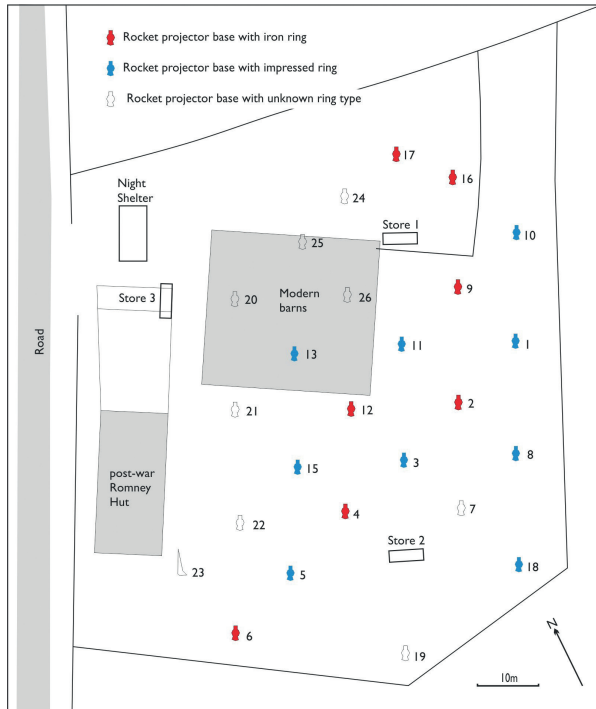 Rocket projector base with iron ring
Rocket projector base with impressed ring
Rocket projector base with unknown ring type
17
16
Night
Shelter
24
Store 1
10
25
9
Store 3
20
Modern
barns
26
Road
13
11
1
21
12
2
post-war
Romney
Hut
15
3
8
4
7
22
Store 2
23
5
18
6
19
N
10m